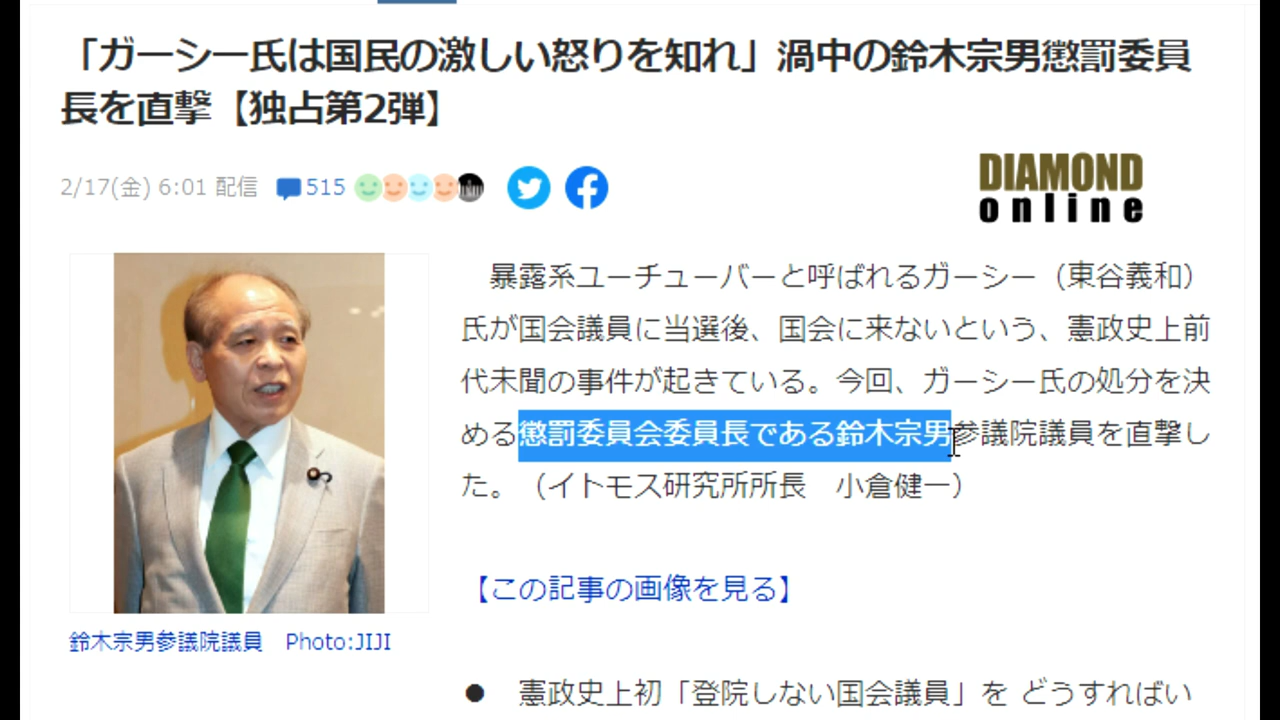 「ガーシー氏は国民の激しい怒りを知れ」渦中の鈴木宗男懲罰委員
長を直撃【独占第2弾】
2/17(金) 6:01 配信 515
DIAMOND
online
暴露系ユーチューバーと呼ばれるガーシー（東谷義和）
氏が国会議員に当選後、国会に来ないという、憲政史上前
代未聞の事件が起きている。今回、ガーシー氏の処分を決
める懲罰委員会委員長である鈴木宗男参議院議員を直撃し
た。（イトモス研究所所長　小倉健一）
【この記事の画像を見る】
鈴木宗男参議院議員　Photo:JIJI
●　憲政史上初「登院しない国会議員」を どうすればい